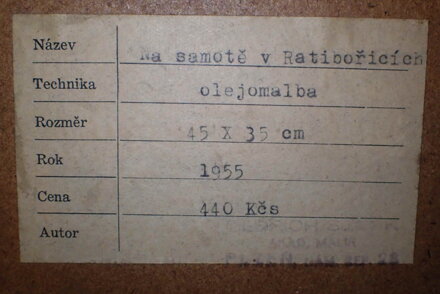 Název Na samotě v Ratibořicích
Technika olejomalba
Rozměr 45 X 35 cm
Rok 1955
Cena 440 Kčs
Autor